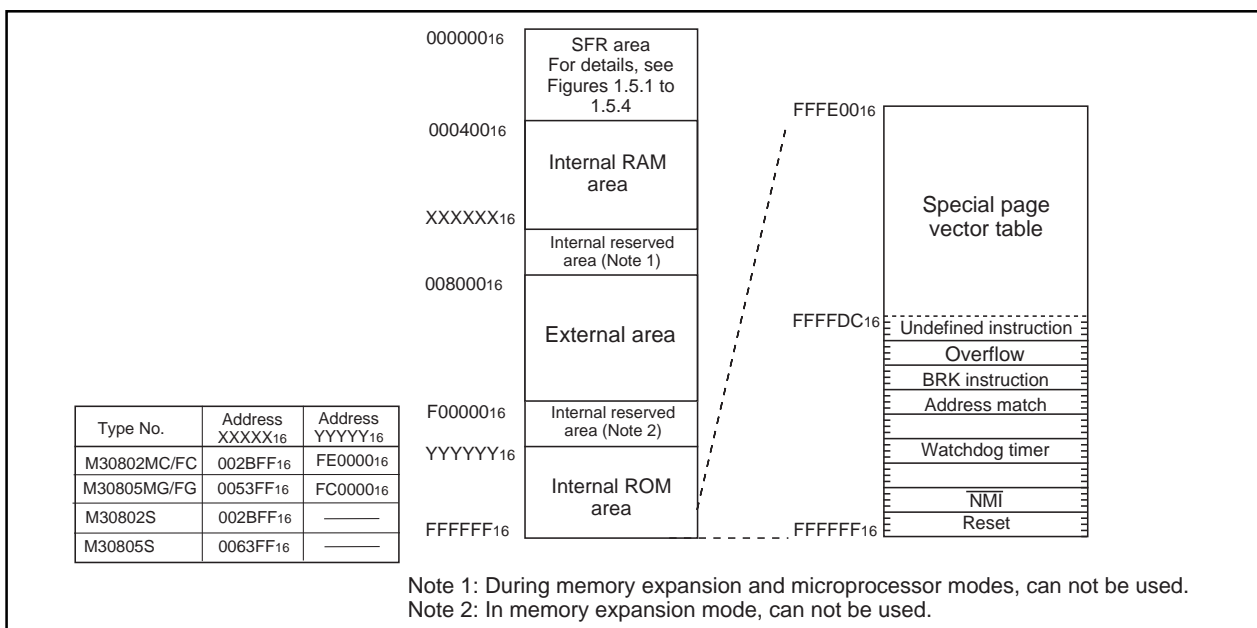 00000016
SFR area
For details, see
Figures 1.5.1 to
1.5.4
00040016
Internal RAM
area
XXXXXX16
Internal reserved
area (Note 1)
00800016
External area
F0000016
Internal reserved
area (Note 2)
YYYYYY16
Internal ROM
area
FFFFFF16
FFFE0016
Special page
vector table
FFFFDC16
Undefined instruction
Overflow
BRK instruction
Address match
Watchdog timer
NMI
Reset
FFFFFF16
Type No. Address XXXXX16 Address YYYYY16
M30802MC/FC 002BFF16 FE000016
M30805MG/FG 0053FF16 FC000016
M30802S 002BFF16
M30805S 0063FF16
Note 1: During memory expansion and microprocessor modes, can not be used.
Note 2: In memory expansion mode, can not be used.